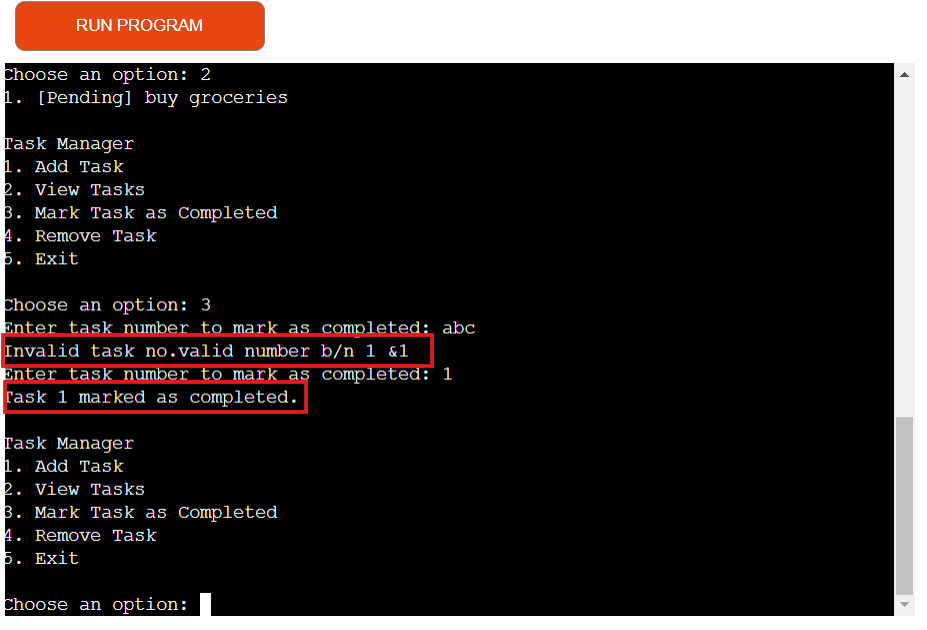 RUN PROGRAM
Choose an option: 2
1. [Pending] buy groceries
Task Manager
1. Add Task
2. View Tasks
3. Mark Task as Completed
4. Remove Task
5. Exit
Choose an option: 3
Enter task number to mark as completed: abc
Invalid task no.valid number b/n 1 &1
Enter task number to mark as completed: 1
Task 1 marked as completed.
Task Manager
1. Add Task
2. View Tasks
3. Mark Task as Completed
4. Remove Task
5. Exit
Choose an option: